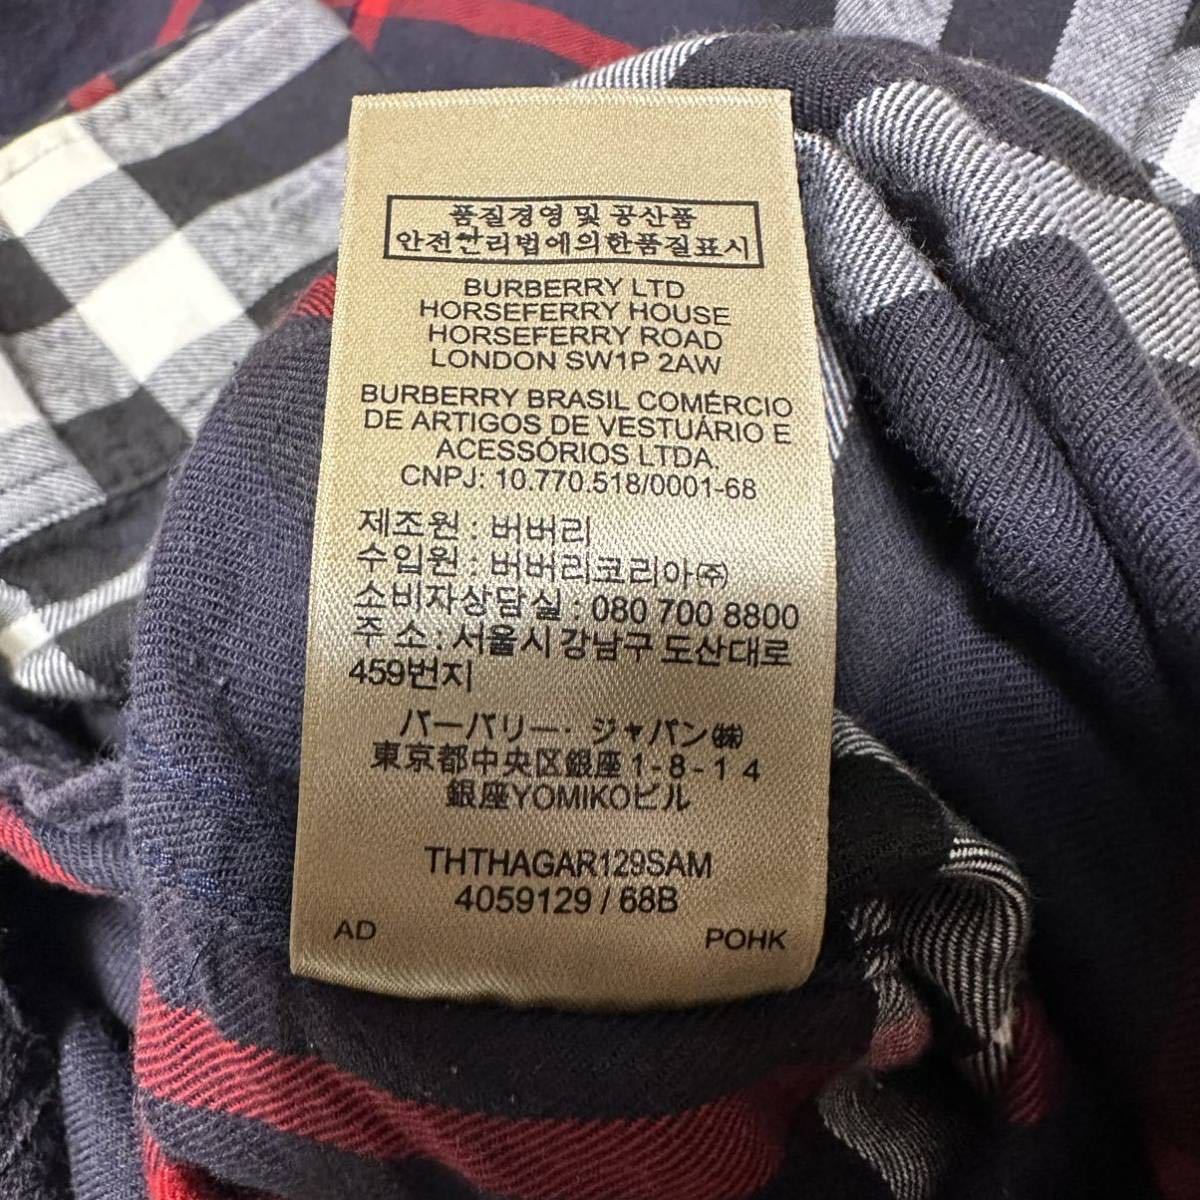 품질경영 및 공산품
안전관리법에의한품질표시
BURBERRY LTD
HORSEFERRY HOUSE
HORSEFERRY ROAD
LONDON SW1P 2AW
BURBERRY BRASIL COMÉRCIO
DE ARTIGOS DE VESTUÁRIO E
ACESSÓRIOS LTDA.
CNPJ: 10.770.518/0001-68
제조원 : 버버리
수입원 : 버버리코리아㈜
소비자상담실 : 080 700 8800
주 소 : 서울시 강남구 도산대로
459번지
バーバリー・ジャパン㈱
東京都中央区銀座1-8-14
銀座YOMIKOビル
THTHAGAR129SAM
4059129 / 68B
AD POHK